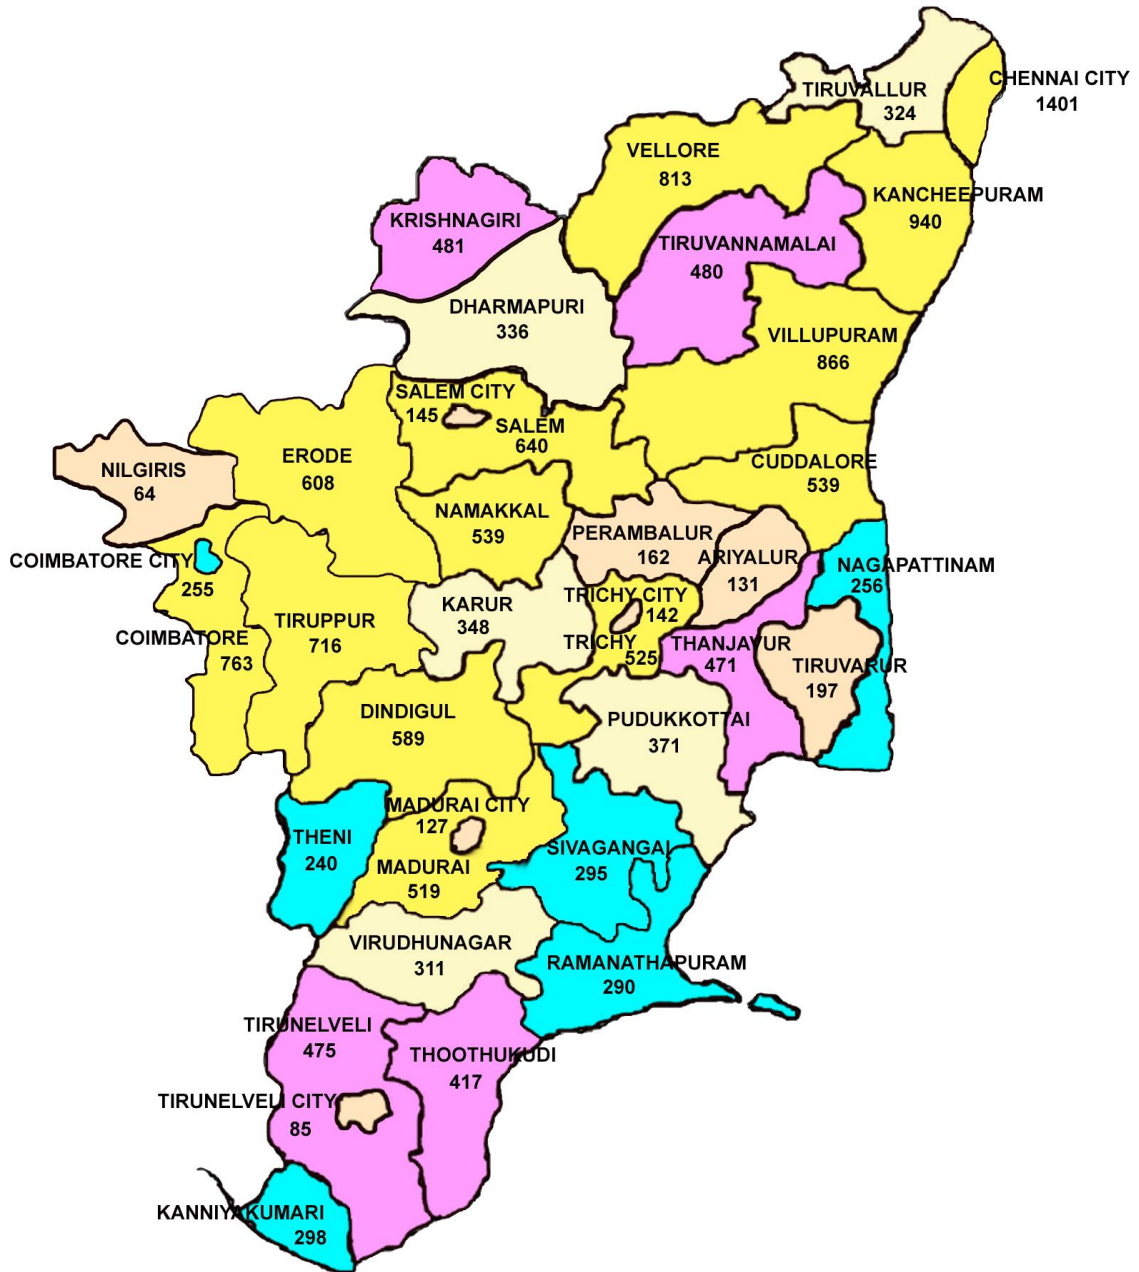 CHENNAI CITY
1401
TIRUVALLUR
324
VELLORE
813
KANCHEEPURAM
940
KRISHNAGIRI
481
TIRUVANNAMALAI
480
DHARMAPURI
336
VILLUPURAM
866
SALEM CITY
145
SALEM
640
ERODE
608
CUDDALORE
539
NILGIRIS
64
NAMAKKAL
539
PERAMBALUR
162
ARIYALUR
131
COIMBATORE CITY
255
NAGAPATTINAM
256
TRICHY CITY
142
KARUR
348
TIRUPPUR
716
COIMBATORE
763
TRICHY
525
THANJAVUR
471
TIRUVARUR
197
DINDIGUL
589
PUDUKKOTTAI
371
MADURAI CITY
127
THENI
240
SIVAGANGAI
295
MADURAI
519
VIRUDHUNAGAR
311
RAMANATHAPURAM
290
TIRUNELVELI
475
THOOTHUKUDI
417
TIRUNELVELI CITY
85
KANNIYAKUMARI
298